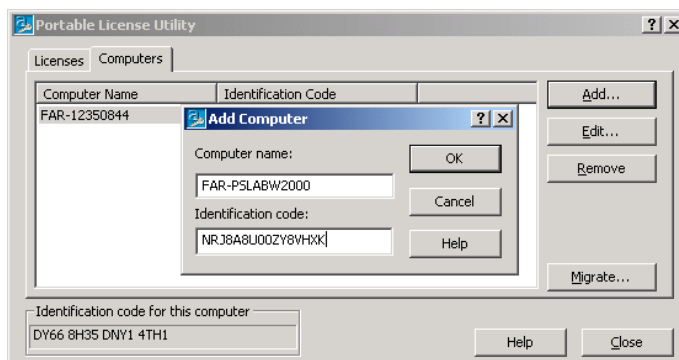 Portable License Utility
Licenses Computers
Computer Name Identification Code
FAR-12350844
Add Computer
Computer name:
FAR-PSLABW2000
Identification code:
NRJ8A8U00ZY8VHXK
OK
Cancel
Help
Add...
Edit...
Remove
Migrate...
Identification code for this computer
DY66 8H35 DNY1 4TH1
Help Close